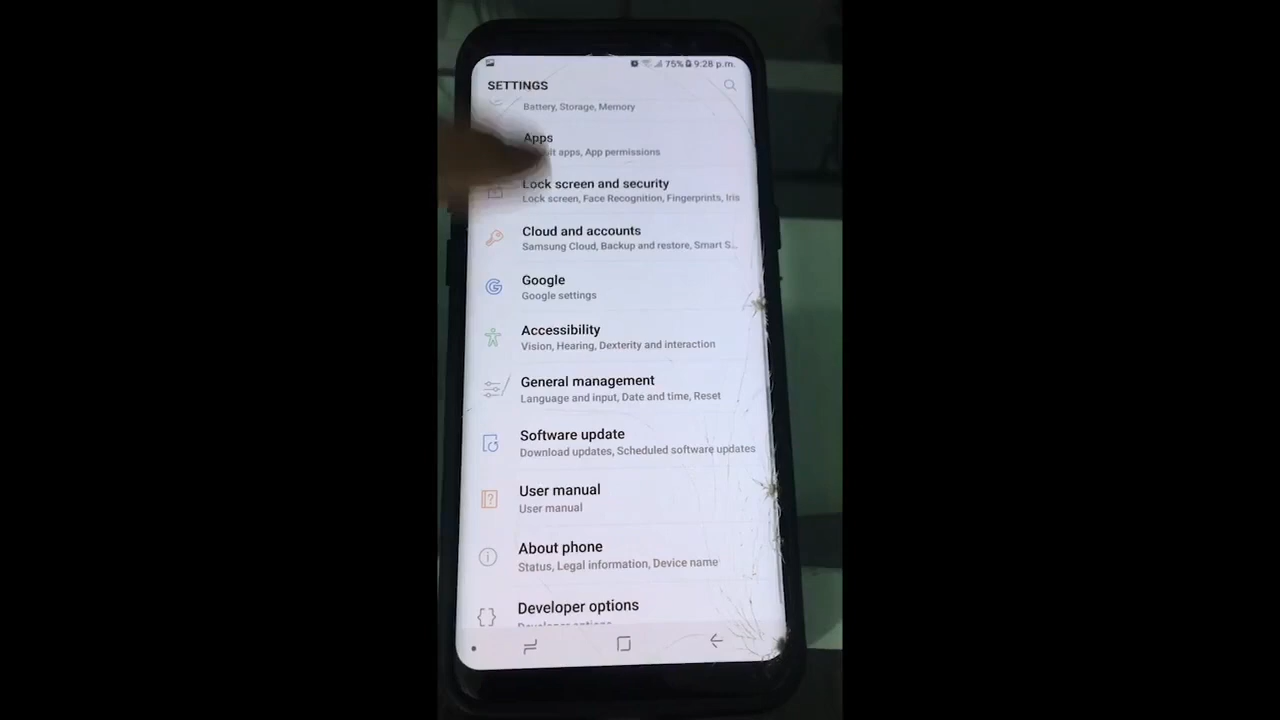 75% 9:28 p.m.
SETTINGS
Battery, Storage, Memory
Apps
apps, App permissions
Lock screen and security
Lock screen, Face Recognition, Fingerprints, Iris
Cloud and accounts
Samsung Cloud, Backup and restore, Smart S...
Google
Google settings
Accessibility
Vision, Hearing, Dexterity and interaction
General management
Language and input, Date and time, Reset
Software update
Download updates, Scheduled software updates
User manual
User manual
About phone
Status, Legal information, Device name
Developer options